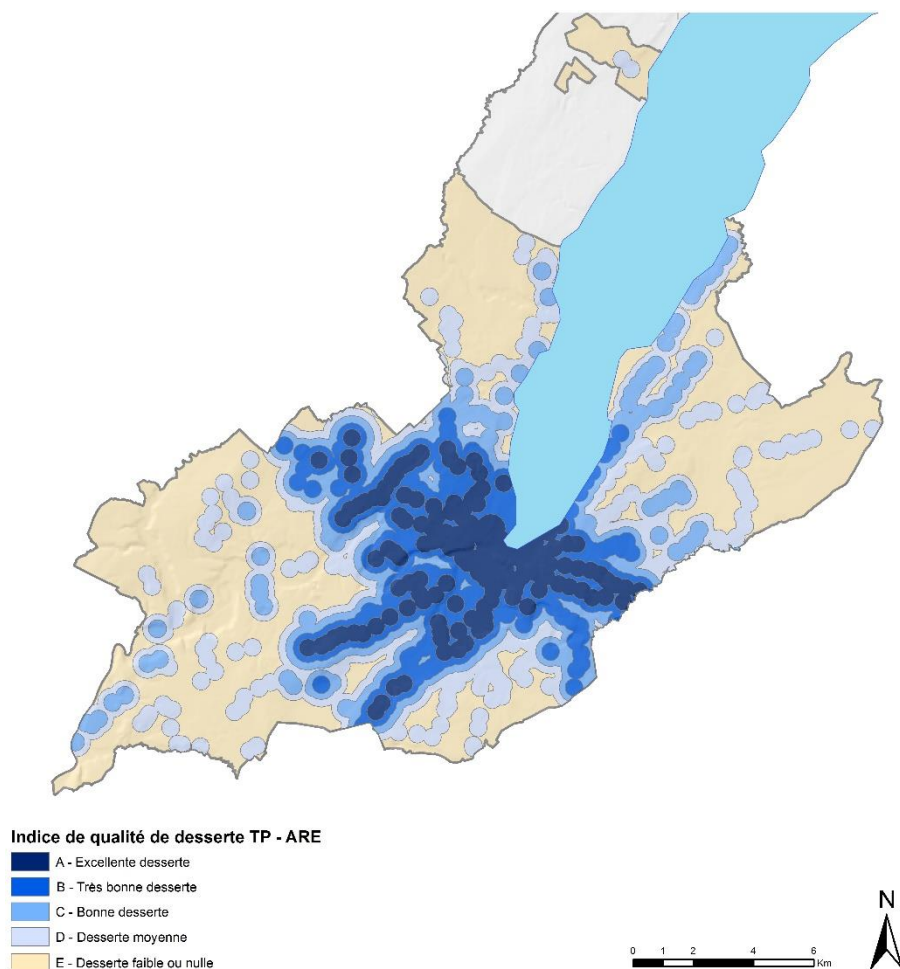 Indice de qualité de desserte TP - ARE
A - Excellente desserte
B - Très bonne desserte
C - Bonne desserte
D - Desserte moyenne
E - Desserte faible ou nulle
0 1 2 4 6
Km
N